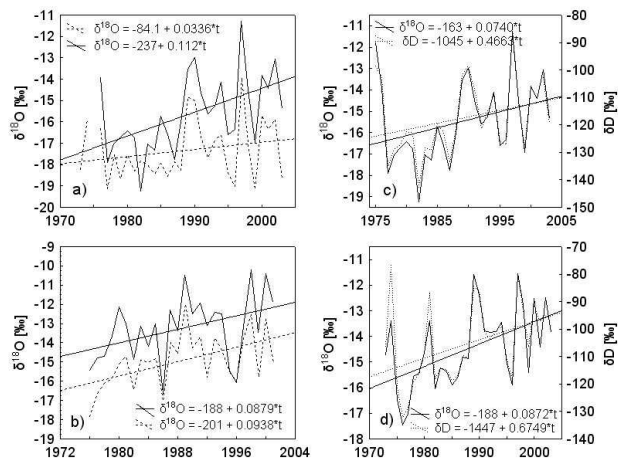 δ¹⁸O = -84.1 + 0.0336*t
δ¹⁸O = -237+ 0.112*t
-11
-12
-13
-14
-15
-16
-17
-18
-19
-20
δ¹⁸O [‰]
a)
1970 1980 1990 2000
δ¹⁸O = -163 + 0.0740*t
δD = -1045 + 0.4663*t
-11
-12
-13
-14
-15
-16
-17
-18
-19
δ¹⁸O [‰]
c)
-80
-90
-100
-110
-120
-130
-140
-150
δD [‰]
1975 1985 1995 2005
-9
-10
-11
-12
-13
-14
-15
-16
-17
-18
-19
δ¹⁸O [‰]
b)
δ¹⁸O = -188 + 0.0879*t
δ¹⁸O = -201 + 0.0938*t
1972 1980 1988 1996 2004
-11
-12
-13
-14
-15
-16
-17
-18
δ¹⁸O [‰]
d)
δ¹⁸O = -188 + 0.0872*t
δD = -1447 + 0.6749*t
-70
-80
-90
-100
-110
-120
-130
-140
δD [‰]
1970 1980 1990 2000